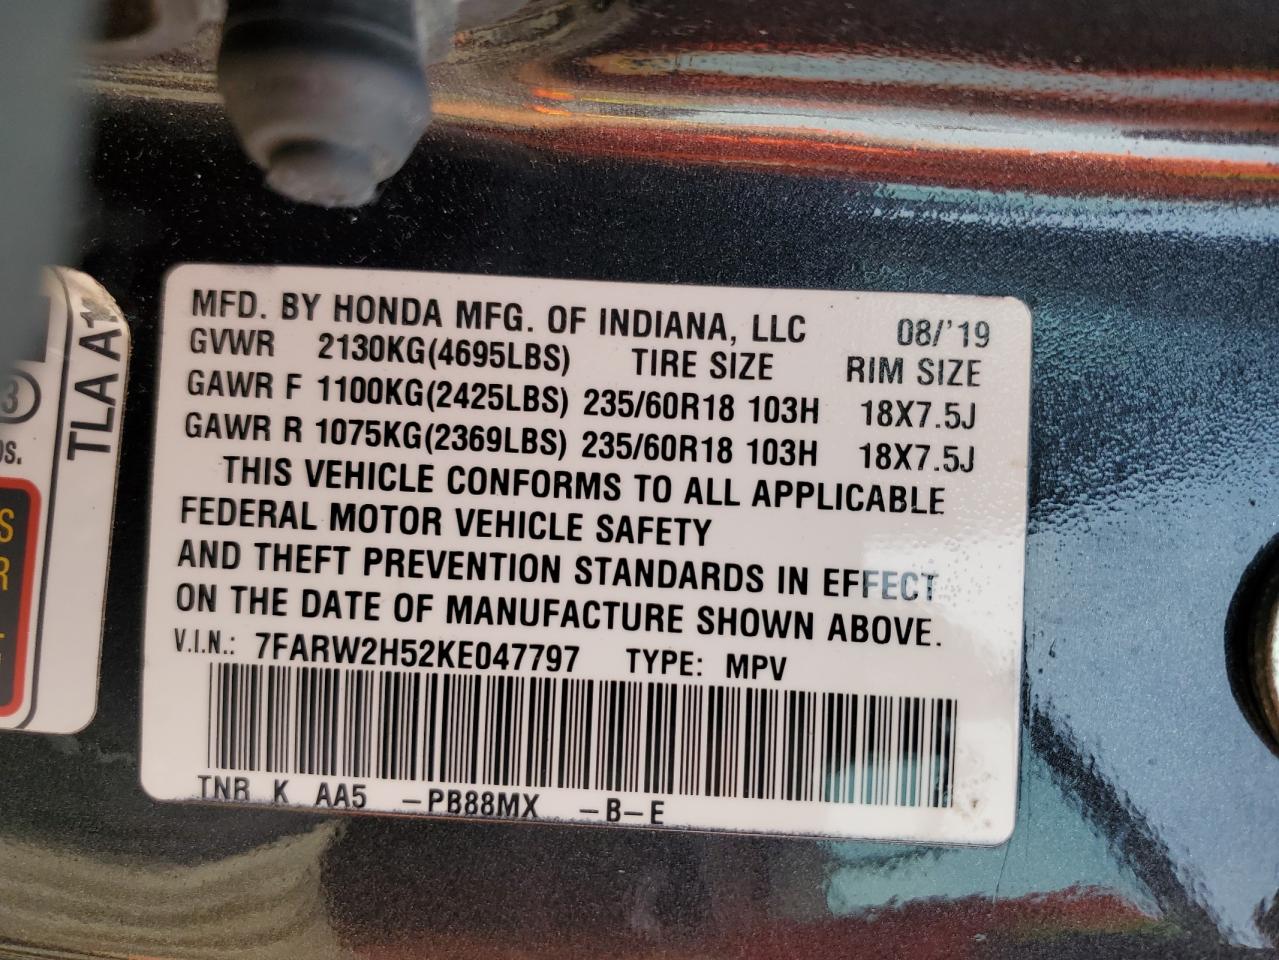 MFD. BY HONDA MFG. OF INDIANA, LLC 08/'19
GVWR 2130KG(4695LBS) TIRE SIZE RIM SIZE
GAWR F 1100KG(2425LBS) 235/60R18 103H 18X7.5J
GAWR R 1075KG(2369LBS) 235/60R18 103H 18X7.5J
THIS VEHICLE CONFORMS TO ALL APPLICABLE
FEDERAL MOTOR VEHICLE SAFETY
AND THEFT PREVENTION STANDARDS IN EFFECT
ON THE DATE OF MANUFACTURE SHOWN ABOVE.
V.I.N.: 7FARW2H52KE047797 TYPE: MPV
TNR K AA5 -PB88MX -B-E
TLA A1